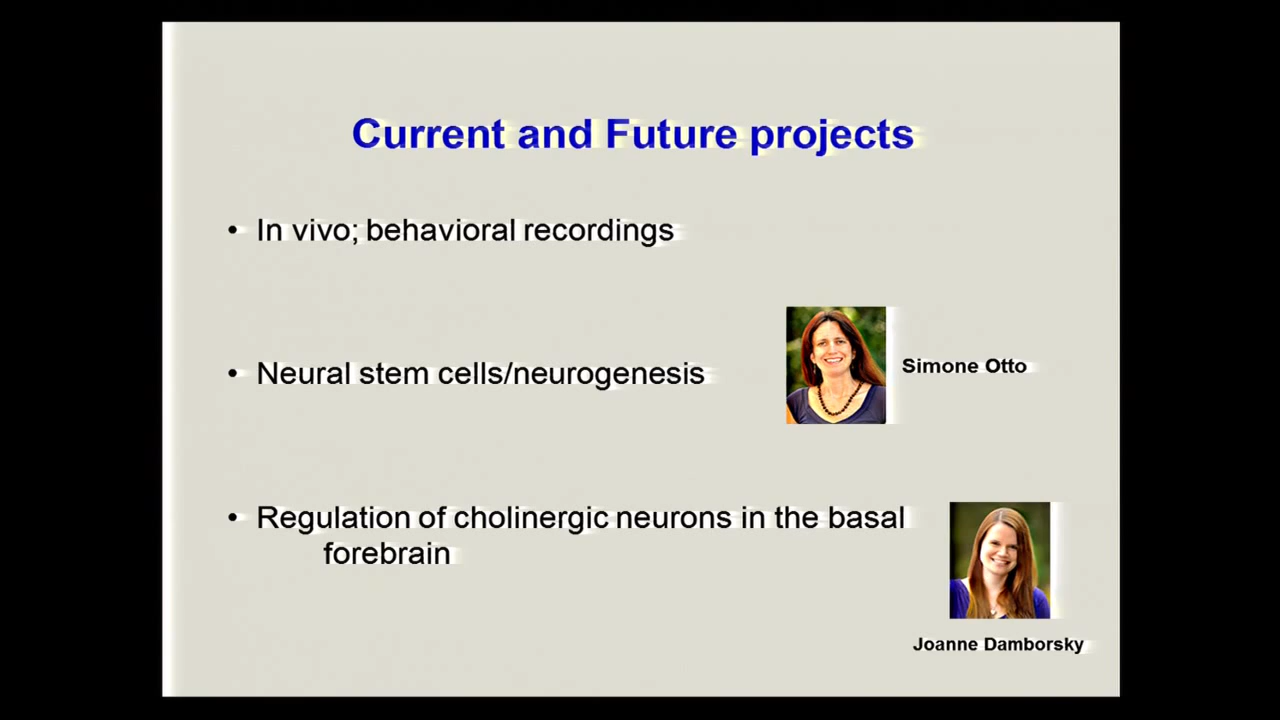 Current and Future projects
• In vivo; behavioral recordings
• Neural stem cells/neurogenesis
Simone Otto
• Regulation of cholinergic neurons in the basal
forebrain
Joanne Damborsky